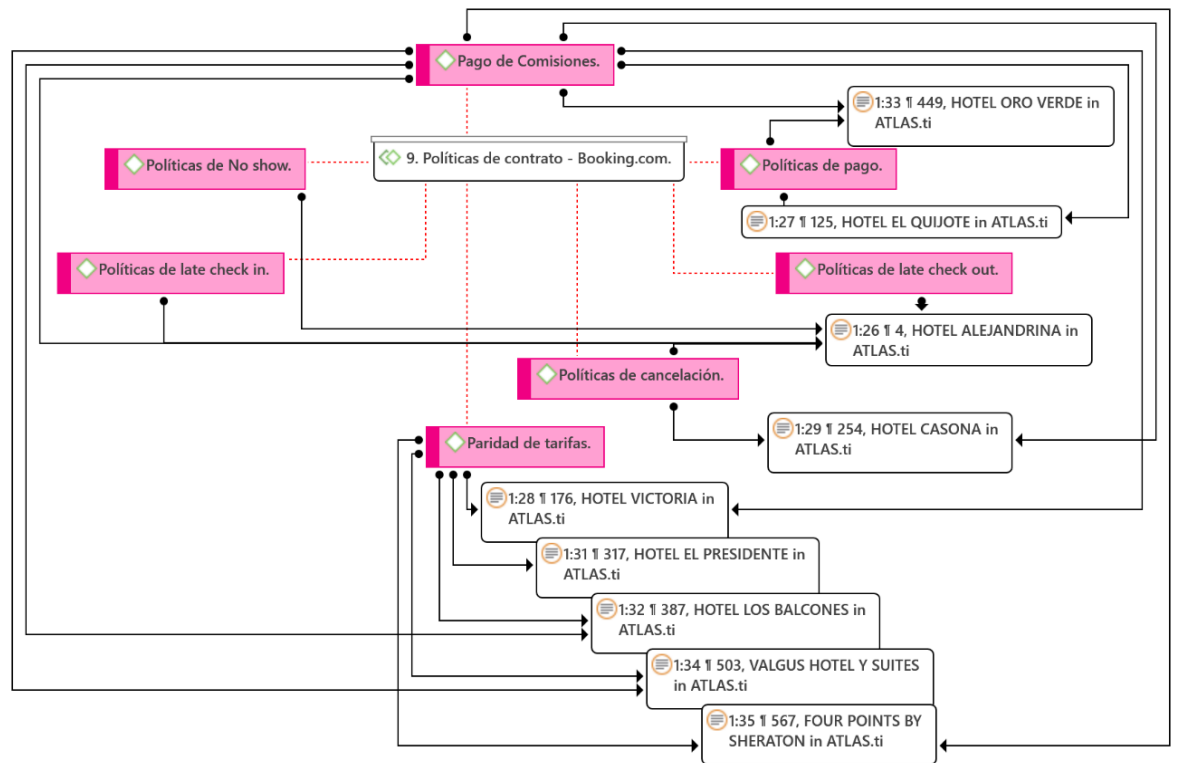 Pago de Comisiones.
1:33 ¶ 449, HOTEL ORO VERDE in
ATLAS.ti
9. Políticas de contrato - Booking.com.
Políticas de No show.
Políticas de pago.
1:27 ¶ 125, HOTEL EL QUIJOTE in ATLAS.ti
Políticas de late check in.
Políticas de late check out.
1:26 ¶ 4, HOTEL ALEJANDRINA in
ATLAS.ti
Políticas de cancelación.
1:29 ¶ 254, HOTEL CASONA in
ATLAS.ti
Paridad de tarifas.
1:28 ¶ 176, HOTEL VICTORIA in
ATLAS.ti
1:31 ¶ 317, HOTEL EL PRESIDENTE in
ATLAS.ti
1:32 ¶ 387, HOTEL LOS BALCONES in
ATLAS.ti
1:34 ¶ 503, VALGUS HOTEL Y SUITES
in ATLAS.ti
1:35 ¶ 567, FOUR POINTS BY
SHERATON in ATLAS.ti